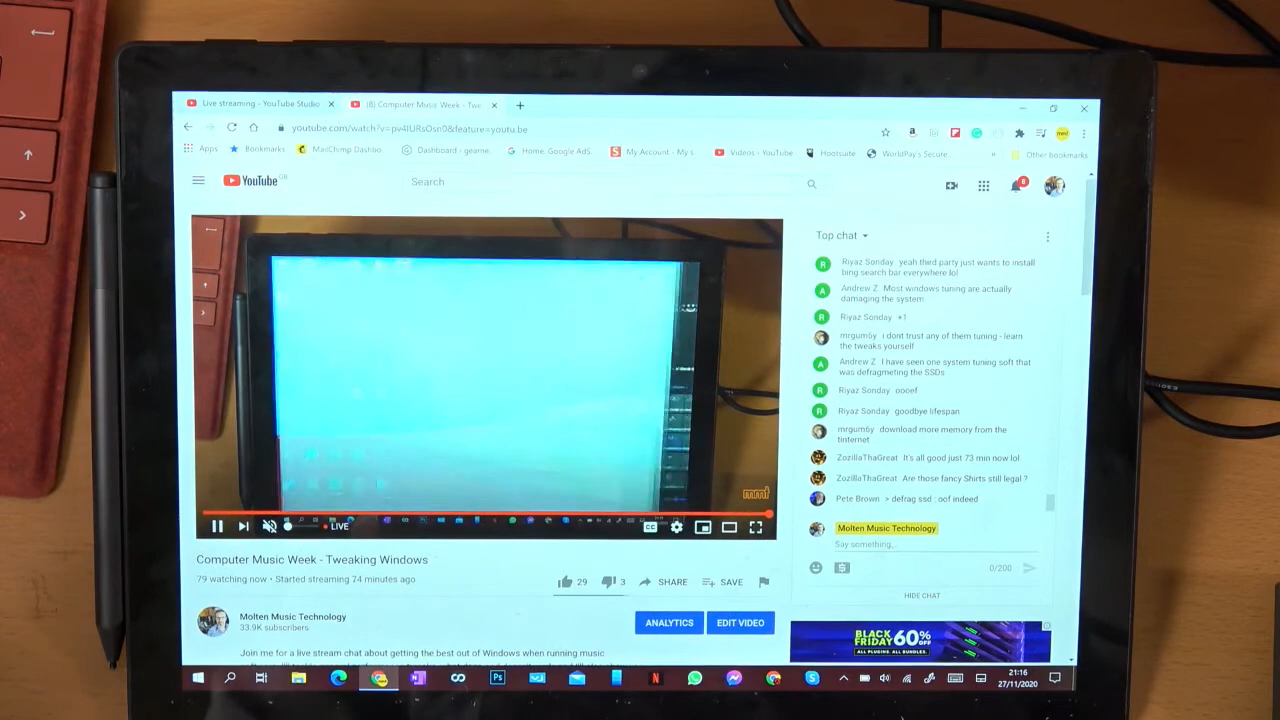 Live streaming - YouTube Studio
(8) Computer Music Week - Twe
youtube.com/watch?v=pv4IURsOsn0&feature=youtu.be
Apps
Bookmarks
MailChimp Dashbo
Dashboard - gearne
Home. Google AdS
My Account - My s
Videos - YouTube
Hootsuite
WorldPay's Secure
»
Other bookmarks
YouTube GB
Search
8
Top chat
Riyaz Sonday yeah third party just wants to install
bing search bar everywhere lol
Andrew Z Most windows tuning are actually
damaging the system
Riyaz Sonday +1
mrgum6y i dont trust any of them tuning - learn
the tweaks yourself
Andrew Z I have seen one system tuning soft that
was defragmeting the SSDs
Riyaz Sonday oooef
Riyaz Sonday goodbye lifespan
mrgum6y download more memory from the
tinternet
ZozillaThaGreat It's all good just 73 min now lol
ZozillaThaGreat Are those fancy Shirts still legal ?
Pete Brown > defrag ssd : oof indeed
Molten Music Technology
Say something...
0/200
HIDE CHAT
mmt
LIVE
CC
Computer Music Week - Tweaking Windows
79 watching now • Started streaming 74 minutes ago
29
3
SHARE
SAVE
Molten Music Technology
33.9K subscribers
ANALYTICS
EDIT VIDEO
BLACK FRIDAY 60% OFF
ALL PLUGINS. ALL BUNDLES.
Join me for a live stream chat about getting the best out of Windows when running music
21:16
27/11/2020